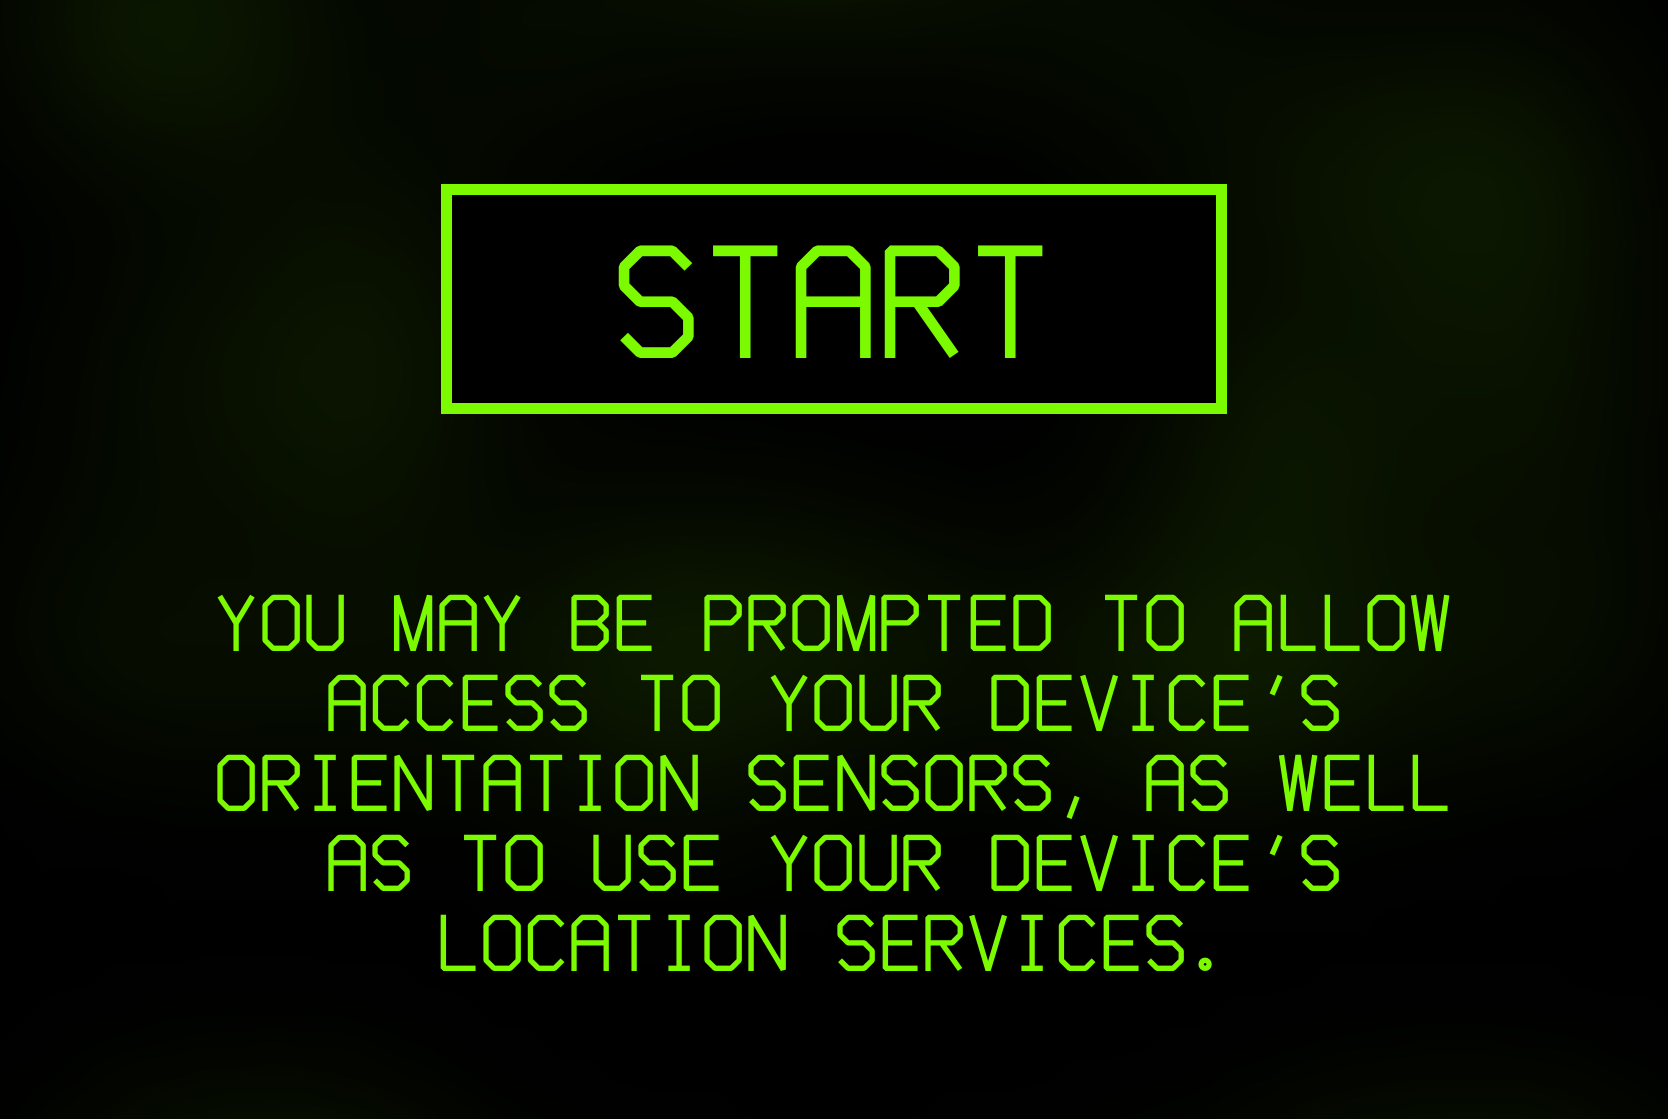 START
YOU MAY BE PROMPTED TO ALLOW
ACCESS TO YOUR DEVICE'S
ORIENTATION SENSORS, AS WELL
AS TO USE YOUR DEVICE'S
LOCATION SERVICES.